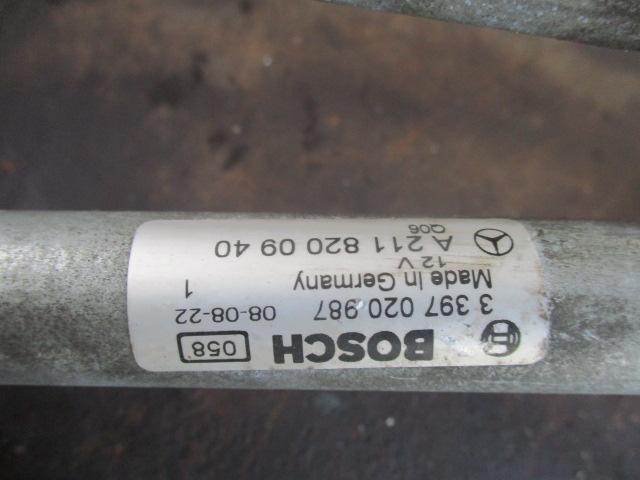 BOSCH 058
3 397 020 987 08-08-22
Made in Germany 1
12 V
A 211 820 09 40
Q06